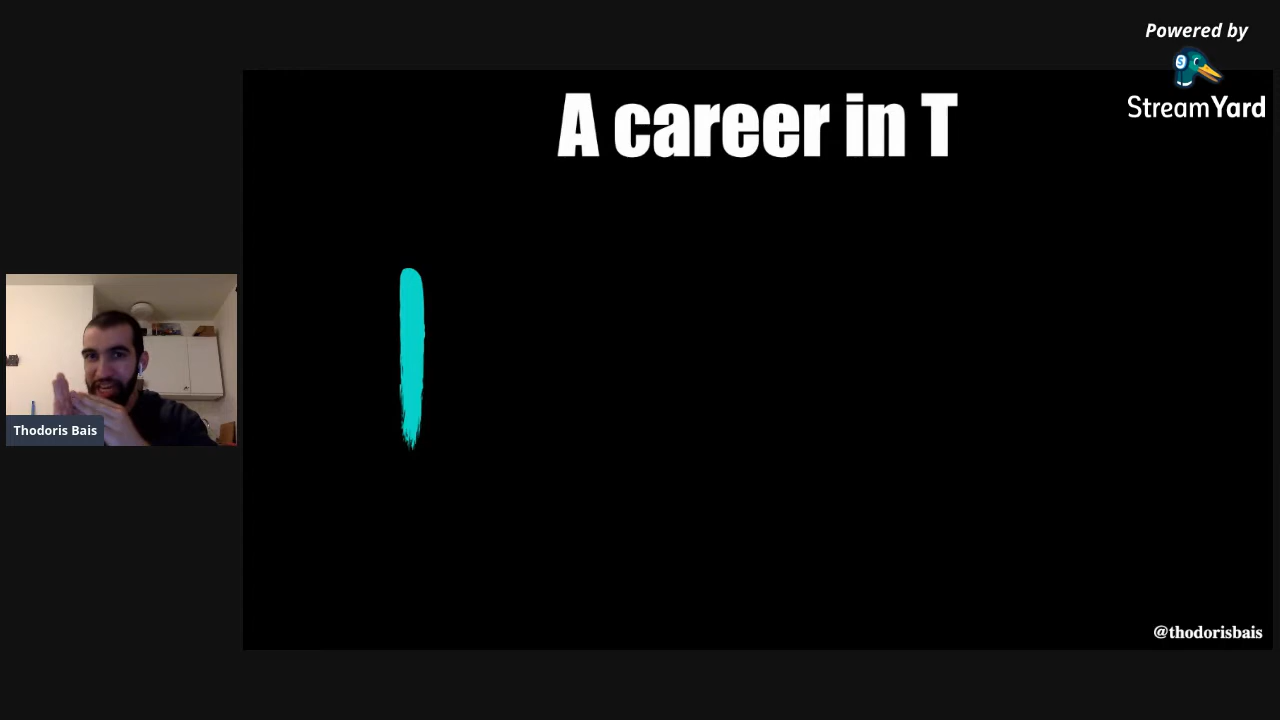 Powered by
StreamYard
A career in T
Thodoris Bais
@thodorisbais